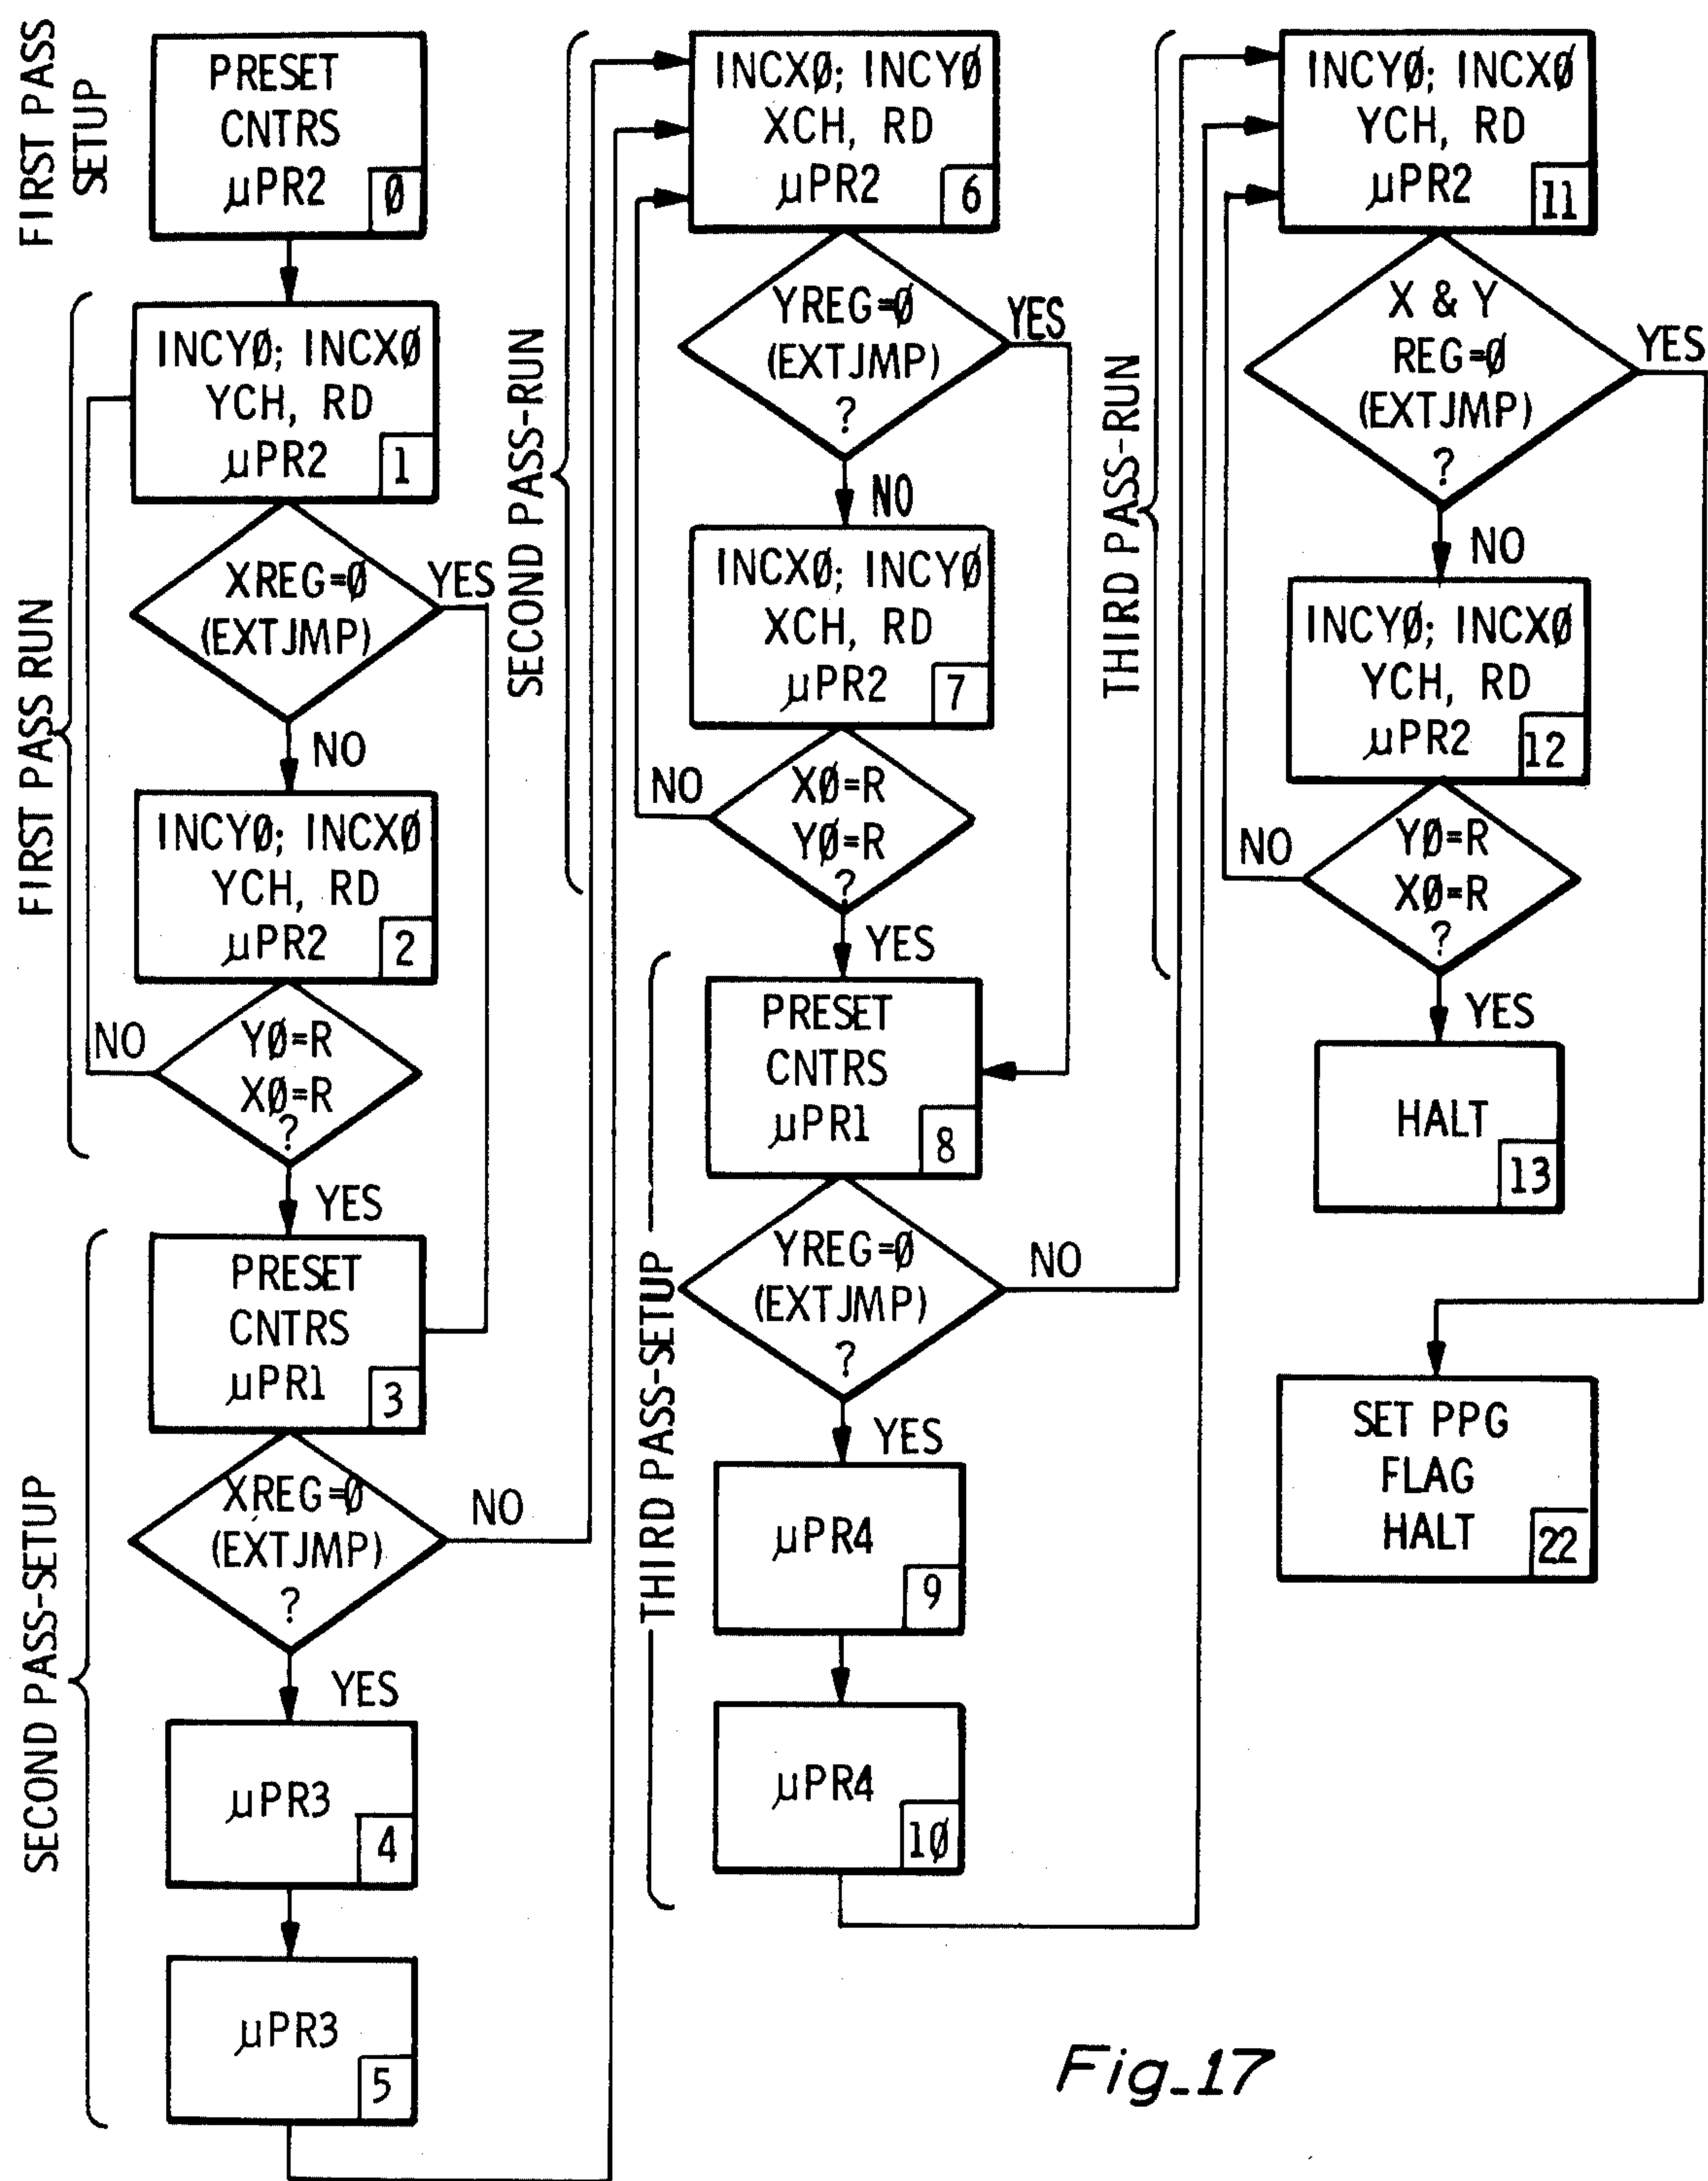 FIRST PASS
SETUP
PRESET
CNTRS
μPR2
Ø
FIRST PASS RUN
INCYØ; INCXØ
YCH, RD
μPR2
1
XREG=Ø
(EXTJMP)
YES
NO
INCYØ; INCXØ
YCH, RD
μPR2
2
NO
YØ=R
XØ=R
?
YES
SECOND PASS-SETUP
PRESET
CNTRS
μPR1
3
XREG=Ø
(EXTJMP)
?
NO
YES
μPR3
4
μPR3
5
SECOND PASS-RUN
INCXØ; INCYØ
XCH, RD
μPR2
6
YREG=Ø
(EXTJMP)
?
YES
NO
INCXØ; INCYØ
XCH, RD
μPR2
7
NO
XØ=R
YØ=R
?
YES
THIRD PASS-SETUP
PRESET
CNTRS
μPR1
8
YREG=Ø
(EXTJMP)
?
NO
YES
μPR4
9
μPR4
1Ø
THIRD PASS-RUN
INCYØ; INCXØ
YCH, RD
μPR2
11
X & Y
REG=Ø
(EXTJMP)
?
YES
NO
INCYØ; INCXØ
YCH, RD
μPR2
12
NO
YØ=R
XØ=R
?
YES
HALT
13
SET PPG
FLAG
HALT
22
Fig_17